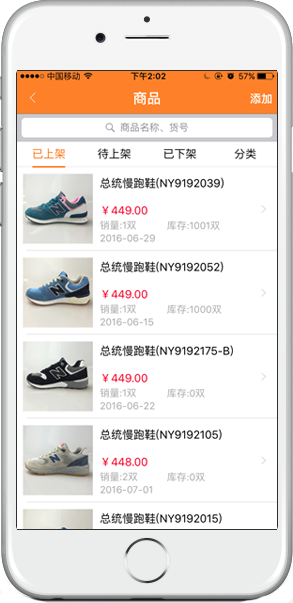 中国移动 下午2:02 57%
商品 添加
商品名称、货号
已上架 待上架 已下架 分类
总统慢跑鞋(NY9192039)
￥449.00
销量:1双 库存:1001双
2016-06-29
总统慢跑鞋(NY9192052)
￥449.00
销量:1双 库存:1000双
2016-06-15
总统慢跑鞋(NY9192175-B)
￥449.00
销量:1双 库存:0双
2016-06-22
总统慢跑鞋(NY9192105)
￥448.00
销量:2双 库存:0双
2016-07-01
总统慢跑鞋(NY9192015)